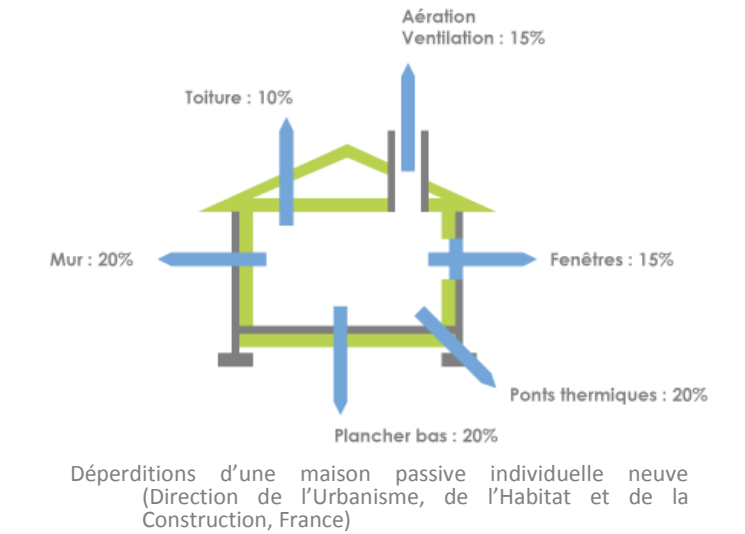 Aération
Ventilation : 15%
Toiture : 10%
Mur : 20%
Fenêtres : 15%
Ponts thermiques : 20%
Plancher bas : 20%
Déperditions d’une maison passive individuelle neuve
(Direction de l’Urbanisme, de l’Habitat et de la
Construction, France)